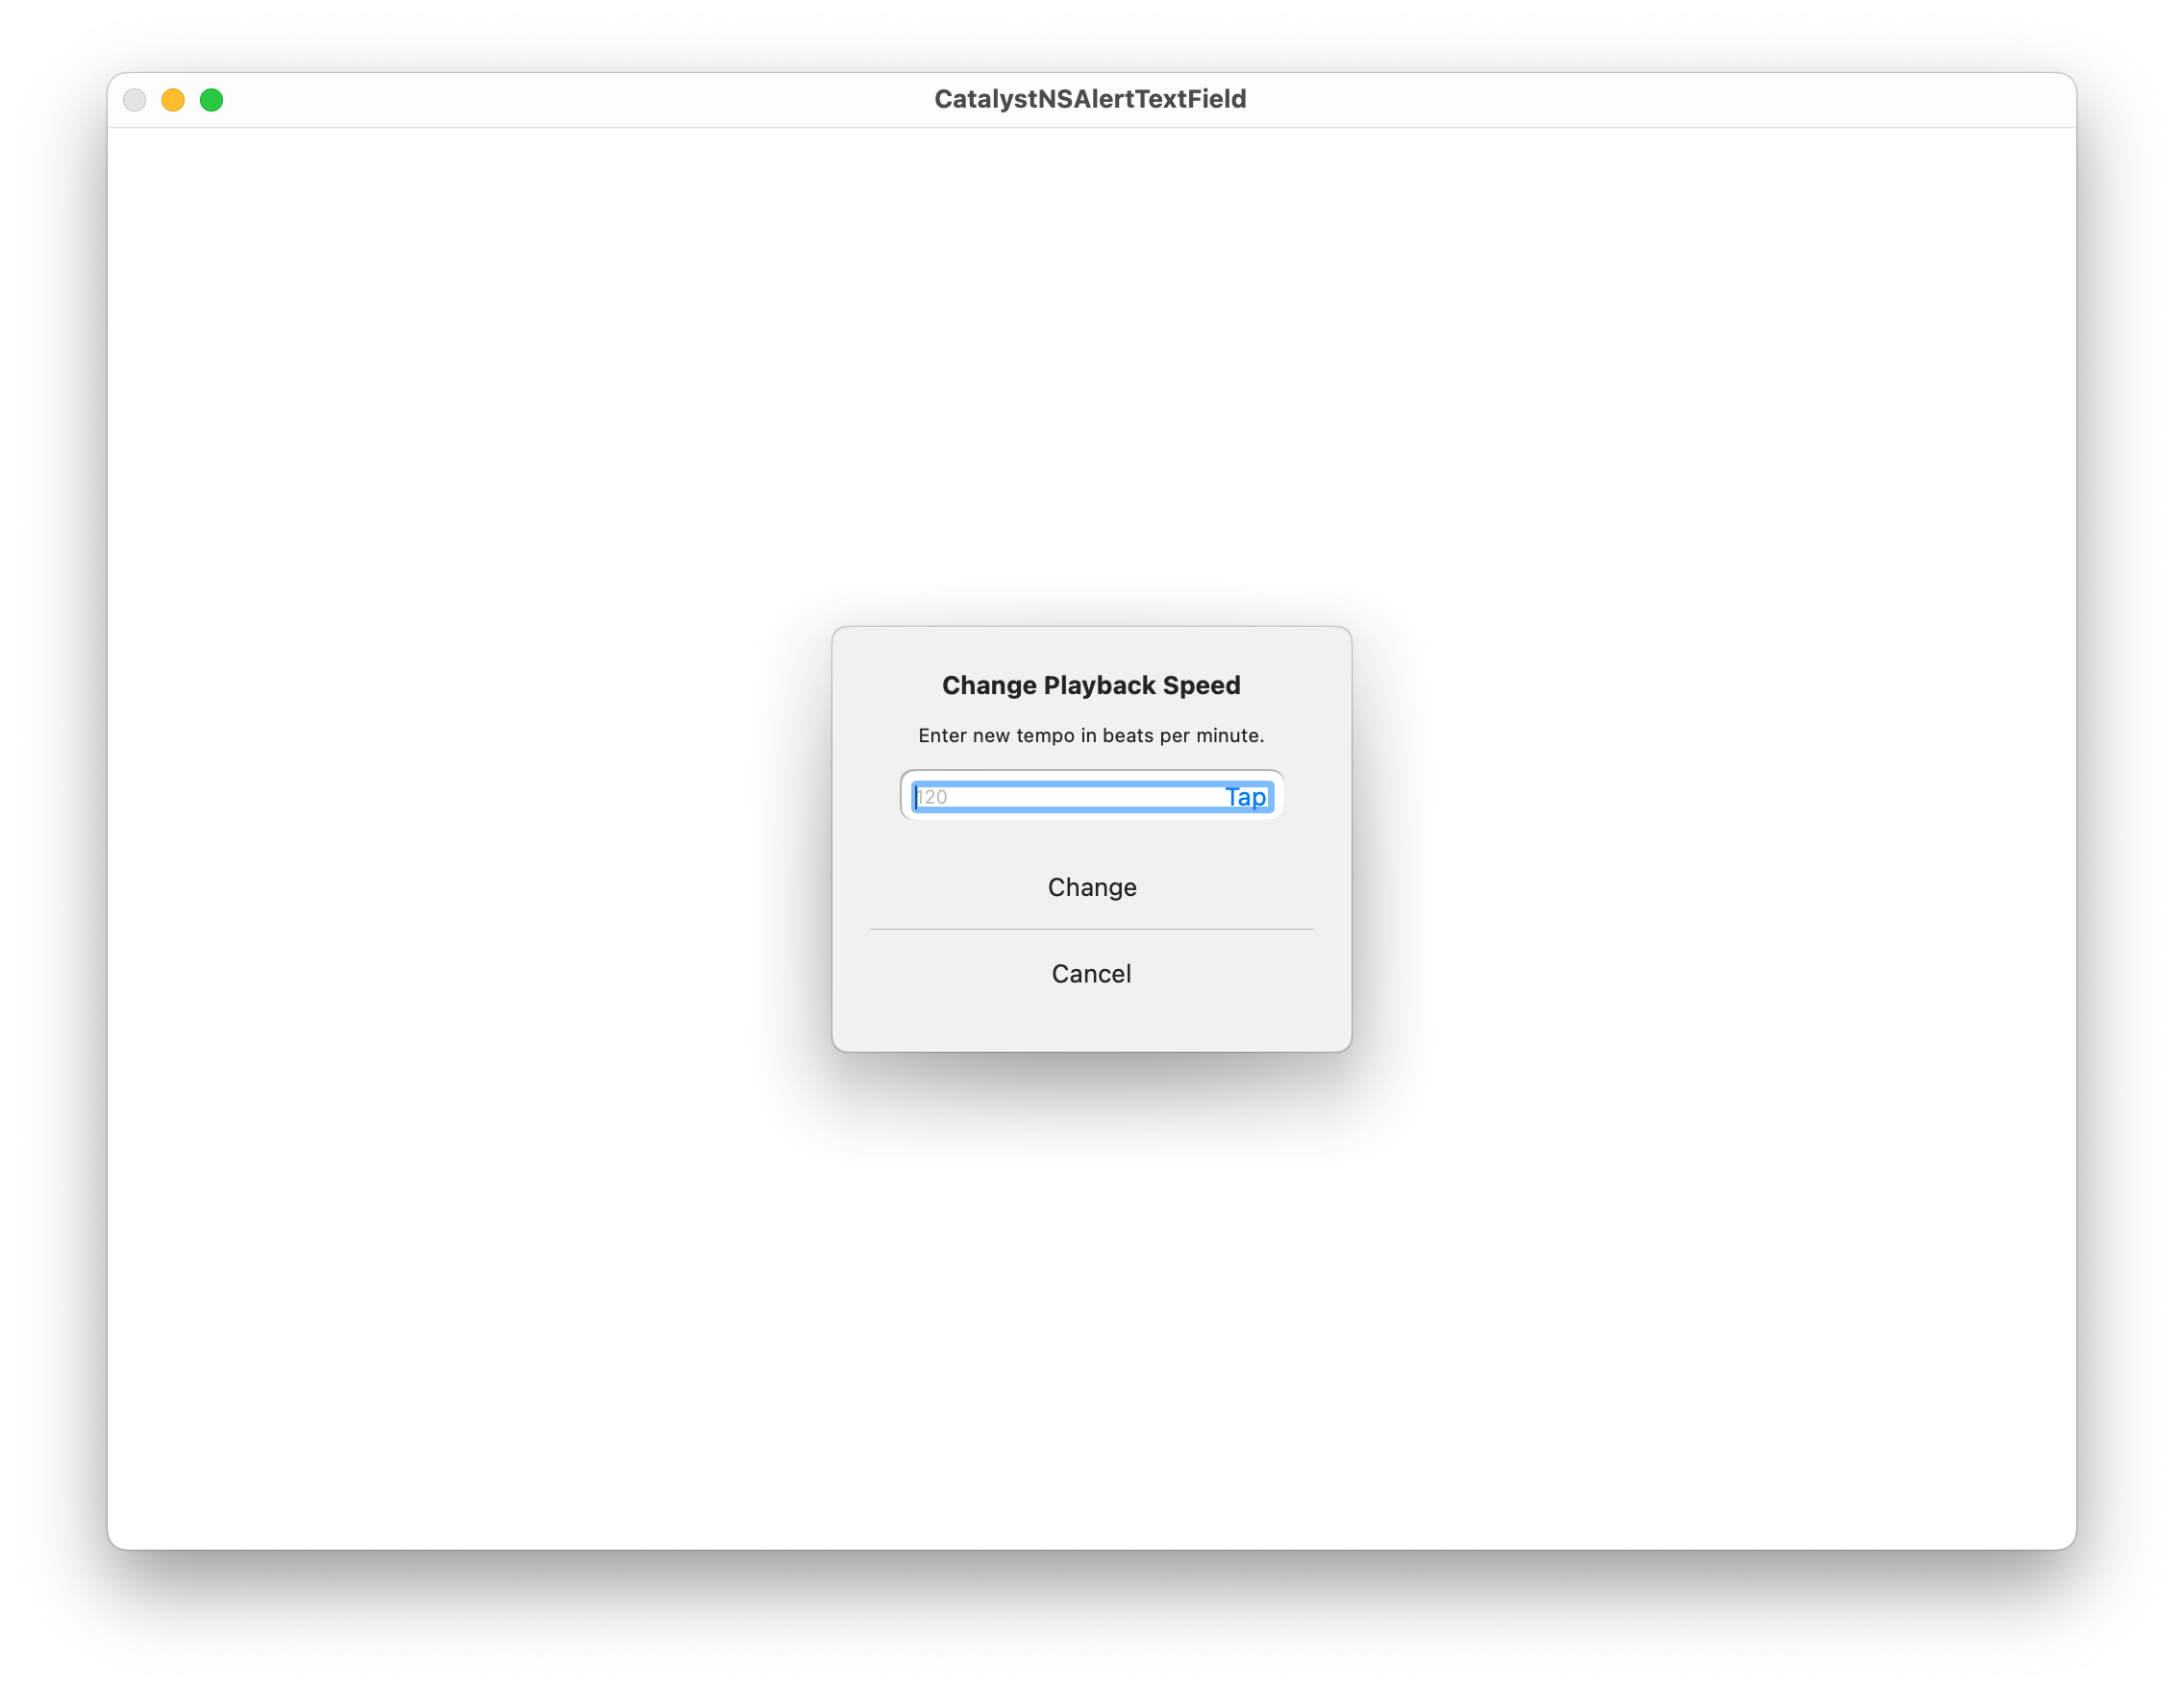 CatalystNSAlertTextField
Change Playback Speed
Enter new tempo in beats per minute.
120 Tap
Change
Cancel